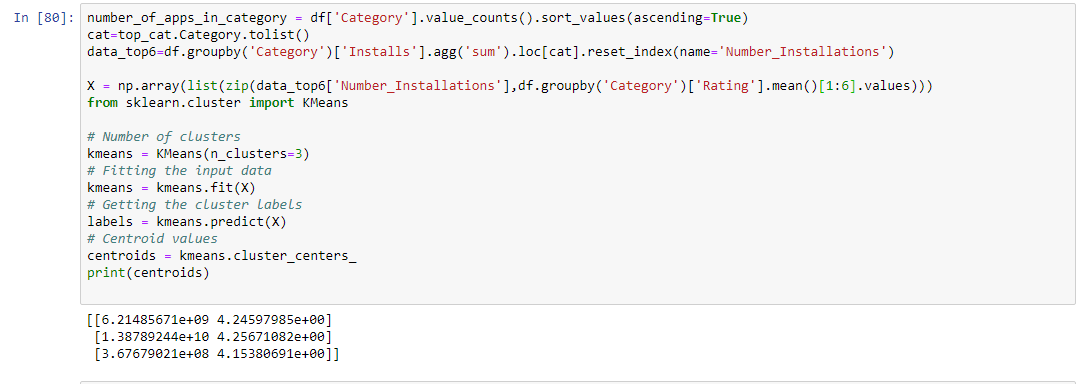 In [80]: number_of_apps_in_category = df['Category'].value_counts().sort_values(ascending=True)
cat=top_cat.Category.tolist()
data_top6=df.groupby('Category')['Installs'].agg('sum').loc[cat].reset_index(name='Number_Installations')
X = np.array(list(zip(data_top6['Number_Installations'],df.groupby('Category')['Rating'].mean()[1:6].values)))
from sklearn.cluster import KMeans
# Number of clusters
kmeans = KMeans(n_clusters=3)
# Fitting the input data
kmeans = kmeans.fit(X)
# Getting the cluster labels
labels = kmeans.predict(X)
# Centroid values
centroids = kmeans.cluster_centers_
print(centroids)
[[6.21485671e+09 4.24597985e+00]
[1.38789244e+10 4.25671082e+00]
[3.67679021e+08 4.15380691e+00]]